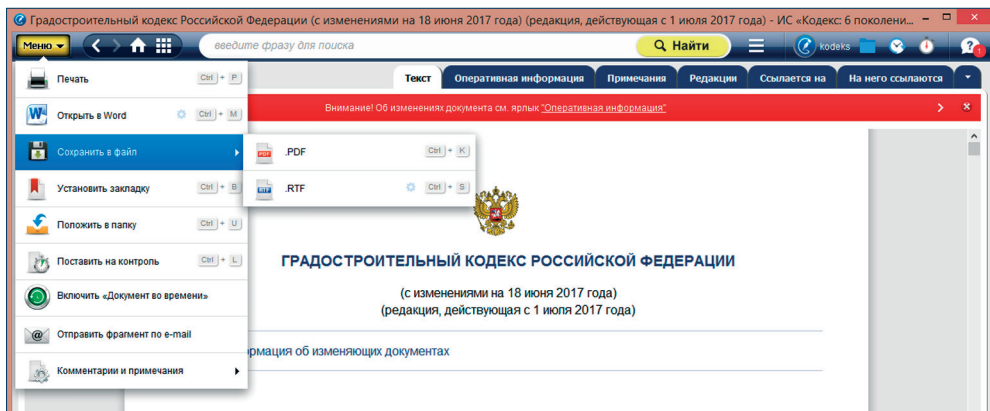 Градостроительный кодекс Российской Федерации (с изменениями на 18 июня 2017 года) (редакция, действующая с 1 июля 2017 года) - ИС «Кодекс: 6 поколени...
Меню
введите фразу для поиска
Найти
kodeks
1
Текст
Оперативная информация
Примечания
Редакции
Ссылается на
На него ссылаются
Внимание! Об изменениях документа см. ярлык "Оперативная информация"
Печать Ctrl + P
Открыть в Word Ctrl + M
Сохранить в файл
PDF .PDF Ctrl + K
RTF .RTF Ctrl + S
Установить закладку Ctrl + B
Положить в папку Ctrl + U
Поставить на контроль Ctrl + L
Включить «Документ во времени»
Отправить фрагмент по e-mail
Комментарии и примечания
ГРАДОСТРОИТЕЛЬНЫЙ КОДЕКС РОССИЙСКОЙ ФЕДЕРАЦИИ
(с изменениями на 18 июня 2017 года)
(редакция, действующая с 1 июля 2017 года)
рмация об изменяющих документах